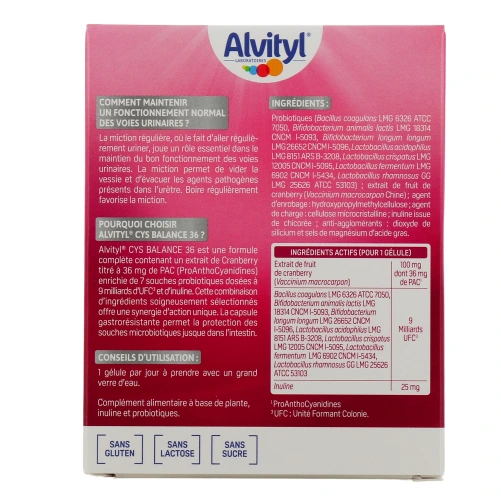 Alvityl®
LABORATOIRES
COMMENT MAINTENIR
UN FONCTIONNEMENT NORMAL
DES VOIES URINAIRES ?
La miction régulière, où le fait d'aller réguliè-
rement uriner, joue un rôle essentiel dans le
maintien du bon fonctionnement des voies
urinaires. La miction permet de vider la
vessie et d'évacuer les agents pathogènes
présents dans l'urètre. Boire régulièrement
favorise la miction.
POURQUOI CHOISIR
ALVITYL® CYS BALANCE 36 ?
Alvityl® CYS BALANCE 36 est une formule
complète contenant un extrait de Cranberry
titré à 36 mg de PAC (ProAnthoCyanidines)
enrichie de 7 souches probiotiques dosées à
9 milliards d'UFC³ et d'inuline. Cette combinaison
d'ingrédients soigneusement sélectionnés
offre une synergie d'action unique. La capsule
gastrorésistante permet la protection des
souches microbiotiques jusque dans l'intestin.
CONSEILS D'UTILISATION :
1 gélule par jour à prendre avec un grand
verre d'eau.
Complément alimentaire à base de plante,
inuline et probiotiques.
SANS
GLUTEN
SANS
LACTOSE
SANS
SUCRE
INGRÉDIENTS :
Probiotiques (Bacillus coagulans LMG 6326 ATCC
7050, Bifidobacterium animalis lactis LMG 18314
CNCM I-5093, Bifidobacterium longum longum
LMG 26652 CNCM I-5096, Lactobacillus acidophilus
LMG 8151 ARS B-3208, Lactobacillus crispatus LMG
12005 CNCM I-5095, Lactobacillus fermentum LMG
6902 CNCM I-5434, Lactobacillus rhamnosus GG
LMG 25626 ATCC 53103) ; extrait de fruit de
cranberry (Vaccinium macrocarpon Chine) ; agent
d'enrobage : hydroxypropylmethylcellulose ; agent
de charge : cellulose microcristalline ; inuline issue
de chicorée ; anti-agglomérants : dioxyde de
silicium et sels de magnésium d'acide gras.
INGRÉDIENTS ACTIFS (POUR 1 GÉLULE)
Extrait de fruit
de cranberry
(Vaccinium macrocarpon)
100 mg
dont 36 mg
de PAC¹
Bacillus coagulans LMG 6326 ATCC 7050,
Bifidobacterium animalis lactis LMG
18314 CNCM I-5093, Bifidobacterium
longum longum LMG 26652 CNCM
I-5096, Lactobacillus acidophilus LMG
8151 ARS B-3208, Lactobacillus crispatus
LMG 12005 CNCM I-5095, Lactobacillus
fermentum LMG 6902 CNCM I-5434,
Lactobacillus rhamnosus GG LMG 25626
ATCC 53103
9
Milliards
UFC³
Inuline
25 mg
¹ProAnthoCyanidines
³UFC : Unité Formant Colonie.